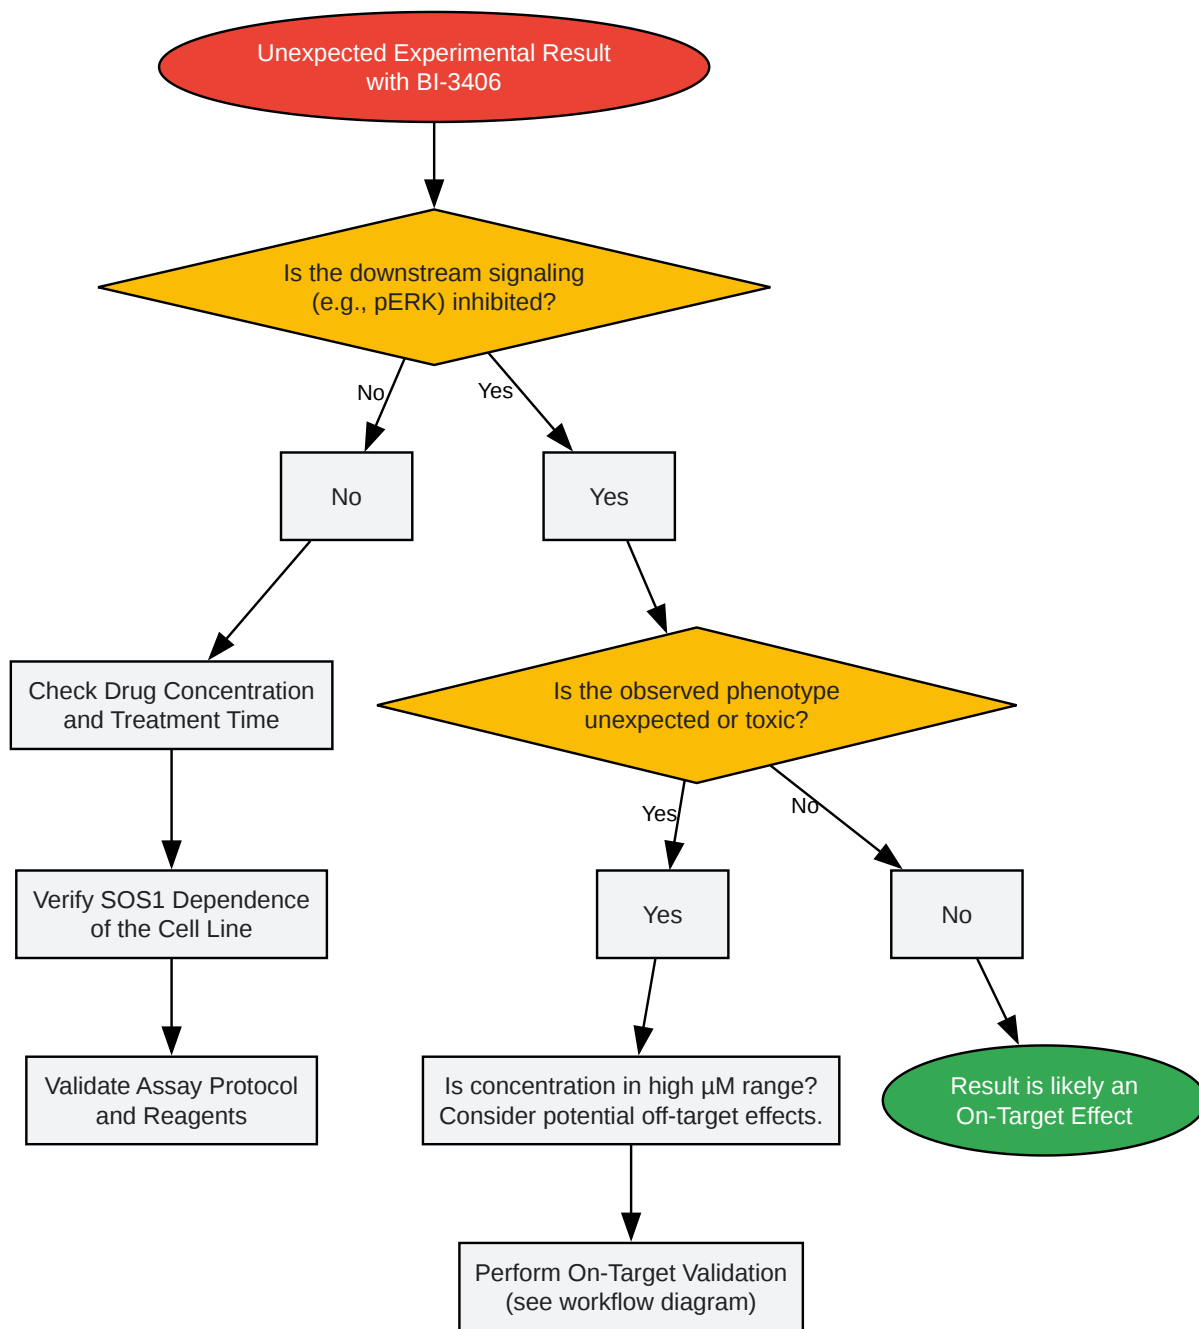 Unexpected Experimental Result
with BI-3406
Is the downstream signaling
(e.g., pERK) inhibited?
No
Yes
No
Yes
Check Drug Concentration
and Treatment Time
Is the observed phenotype
unexpected or toxic?
Yes
No
Verify SOS1 Dependence
of the Cell Line
Yes
No
Validate Assay Protocol
and Reagents
Is concentration in high µM range?
Consider potential off-target effects.
Result is likely an
On-Target Effect
Perform On-Target Validation
(see workflow diagram)